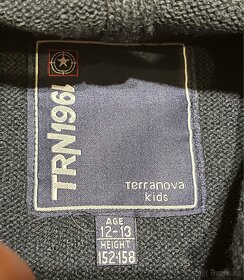 TRN1961
Terranova
Kids
AGE
12-13
HEIGHT
152-158